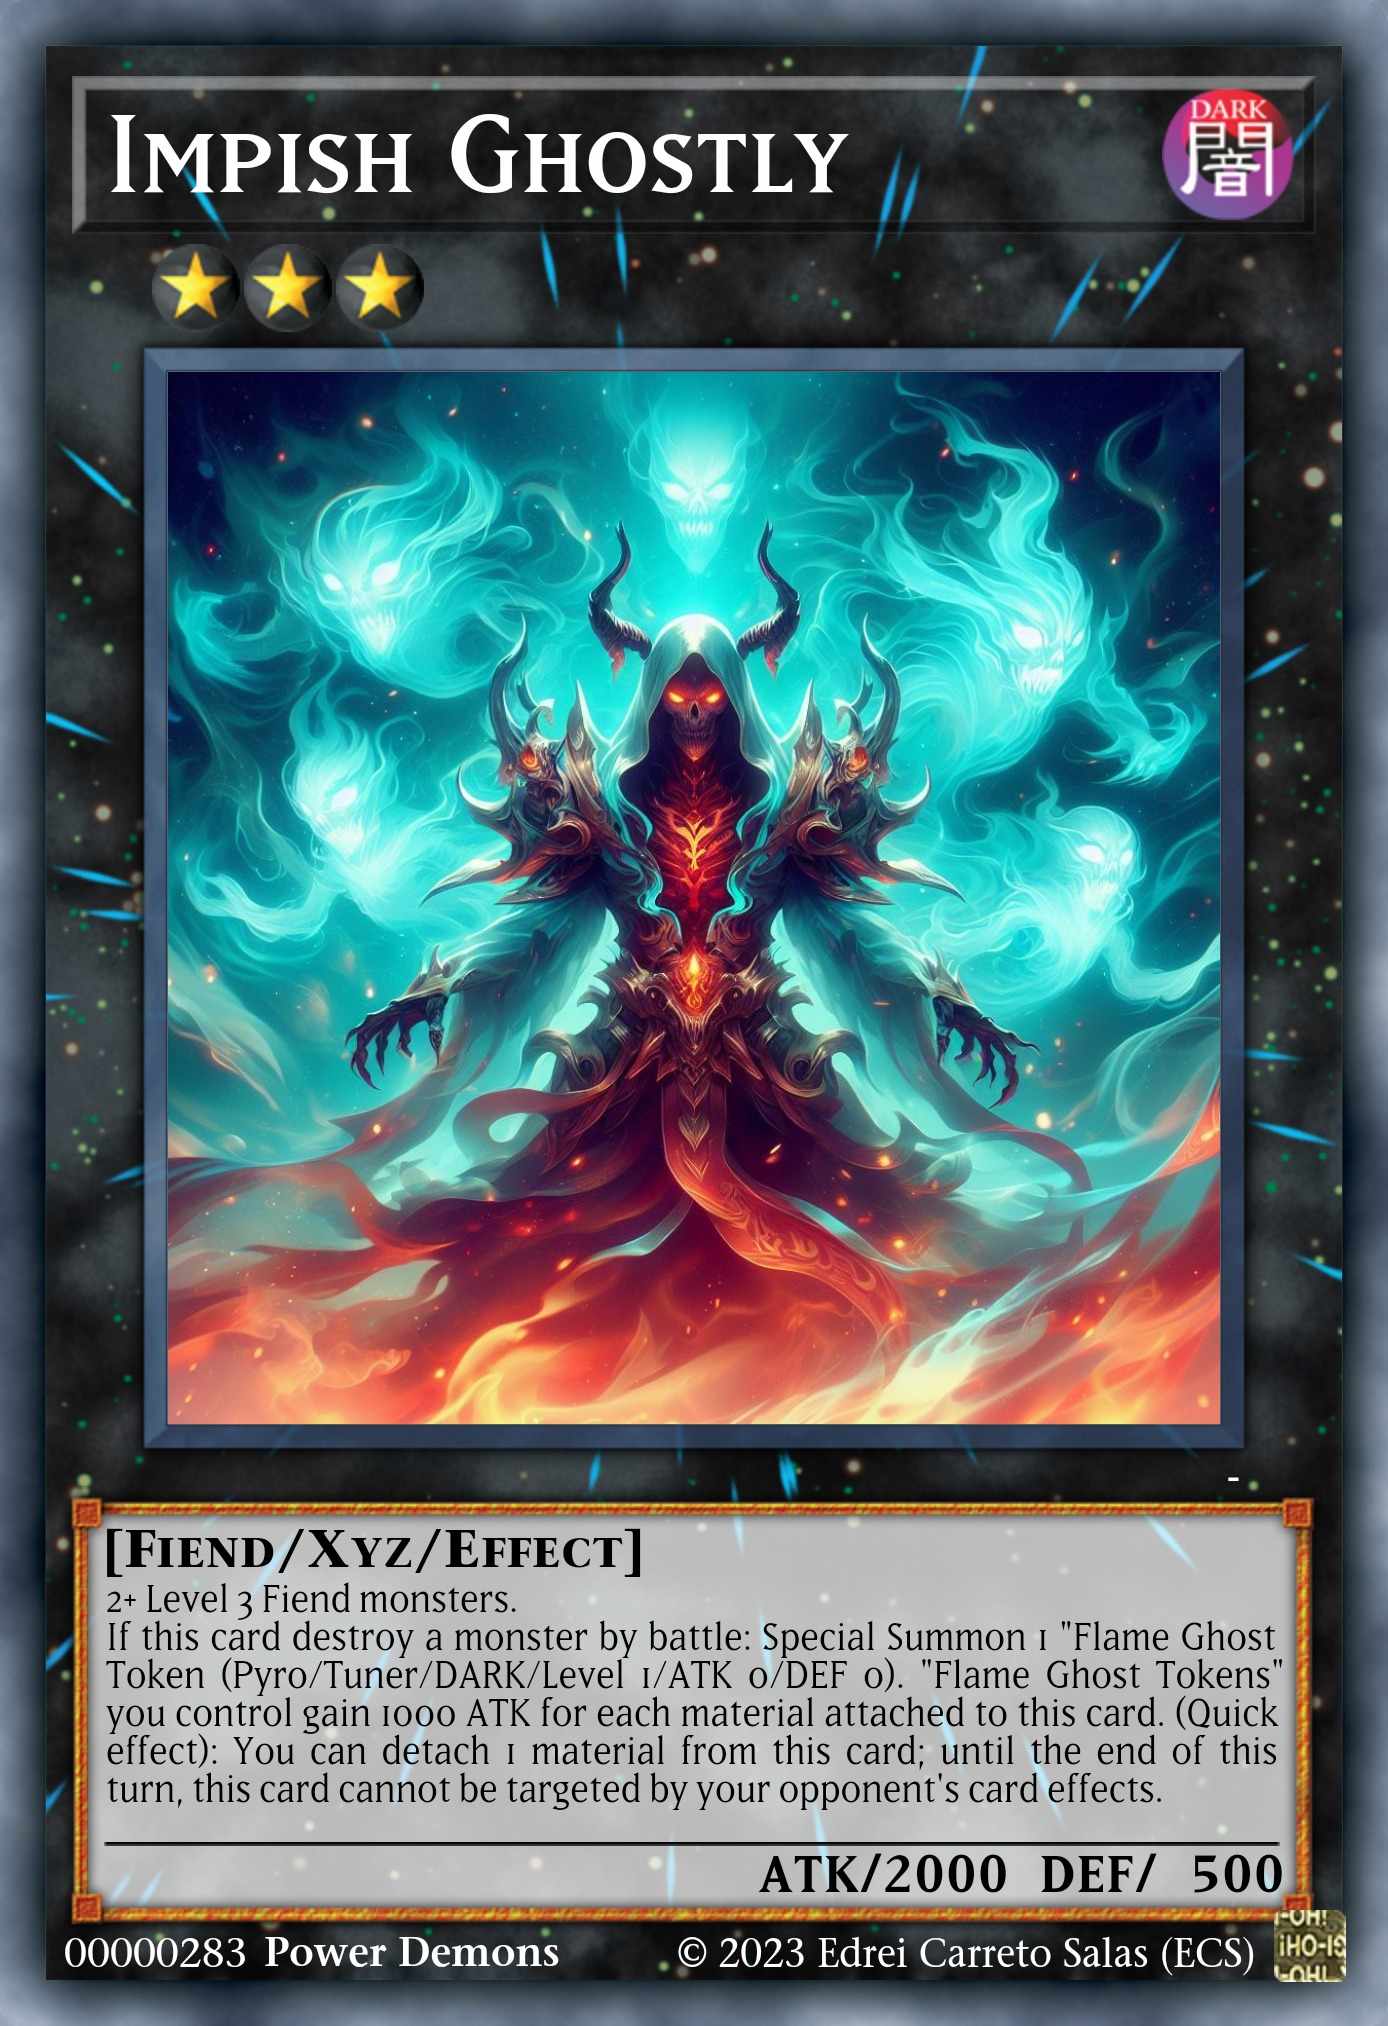 Impish Ghostly
DARK
闇
-
[Fiend/Xyz/Effect]
2+ Level 3 Fiend monsters.
If this card destroy a monster by battle: Special Summon 1 "Flame Ghost
Token (Pyro/Tuner/DARK/Level 1/ATK 0/DEF 0). "Flame Ghost Tokens"
you control gain 1000 ATK for each material attached to this card. (Quick
effect): You can detach 1 material from this card; until the end of this
turn, this card cannot be targeted by your opponent's card effects.
ATK/2000 DEF/ 500
00000283 Power Demons © 2023 Edrei Carreto Salas (ECS)